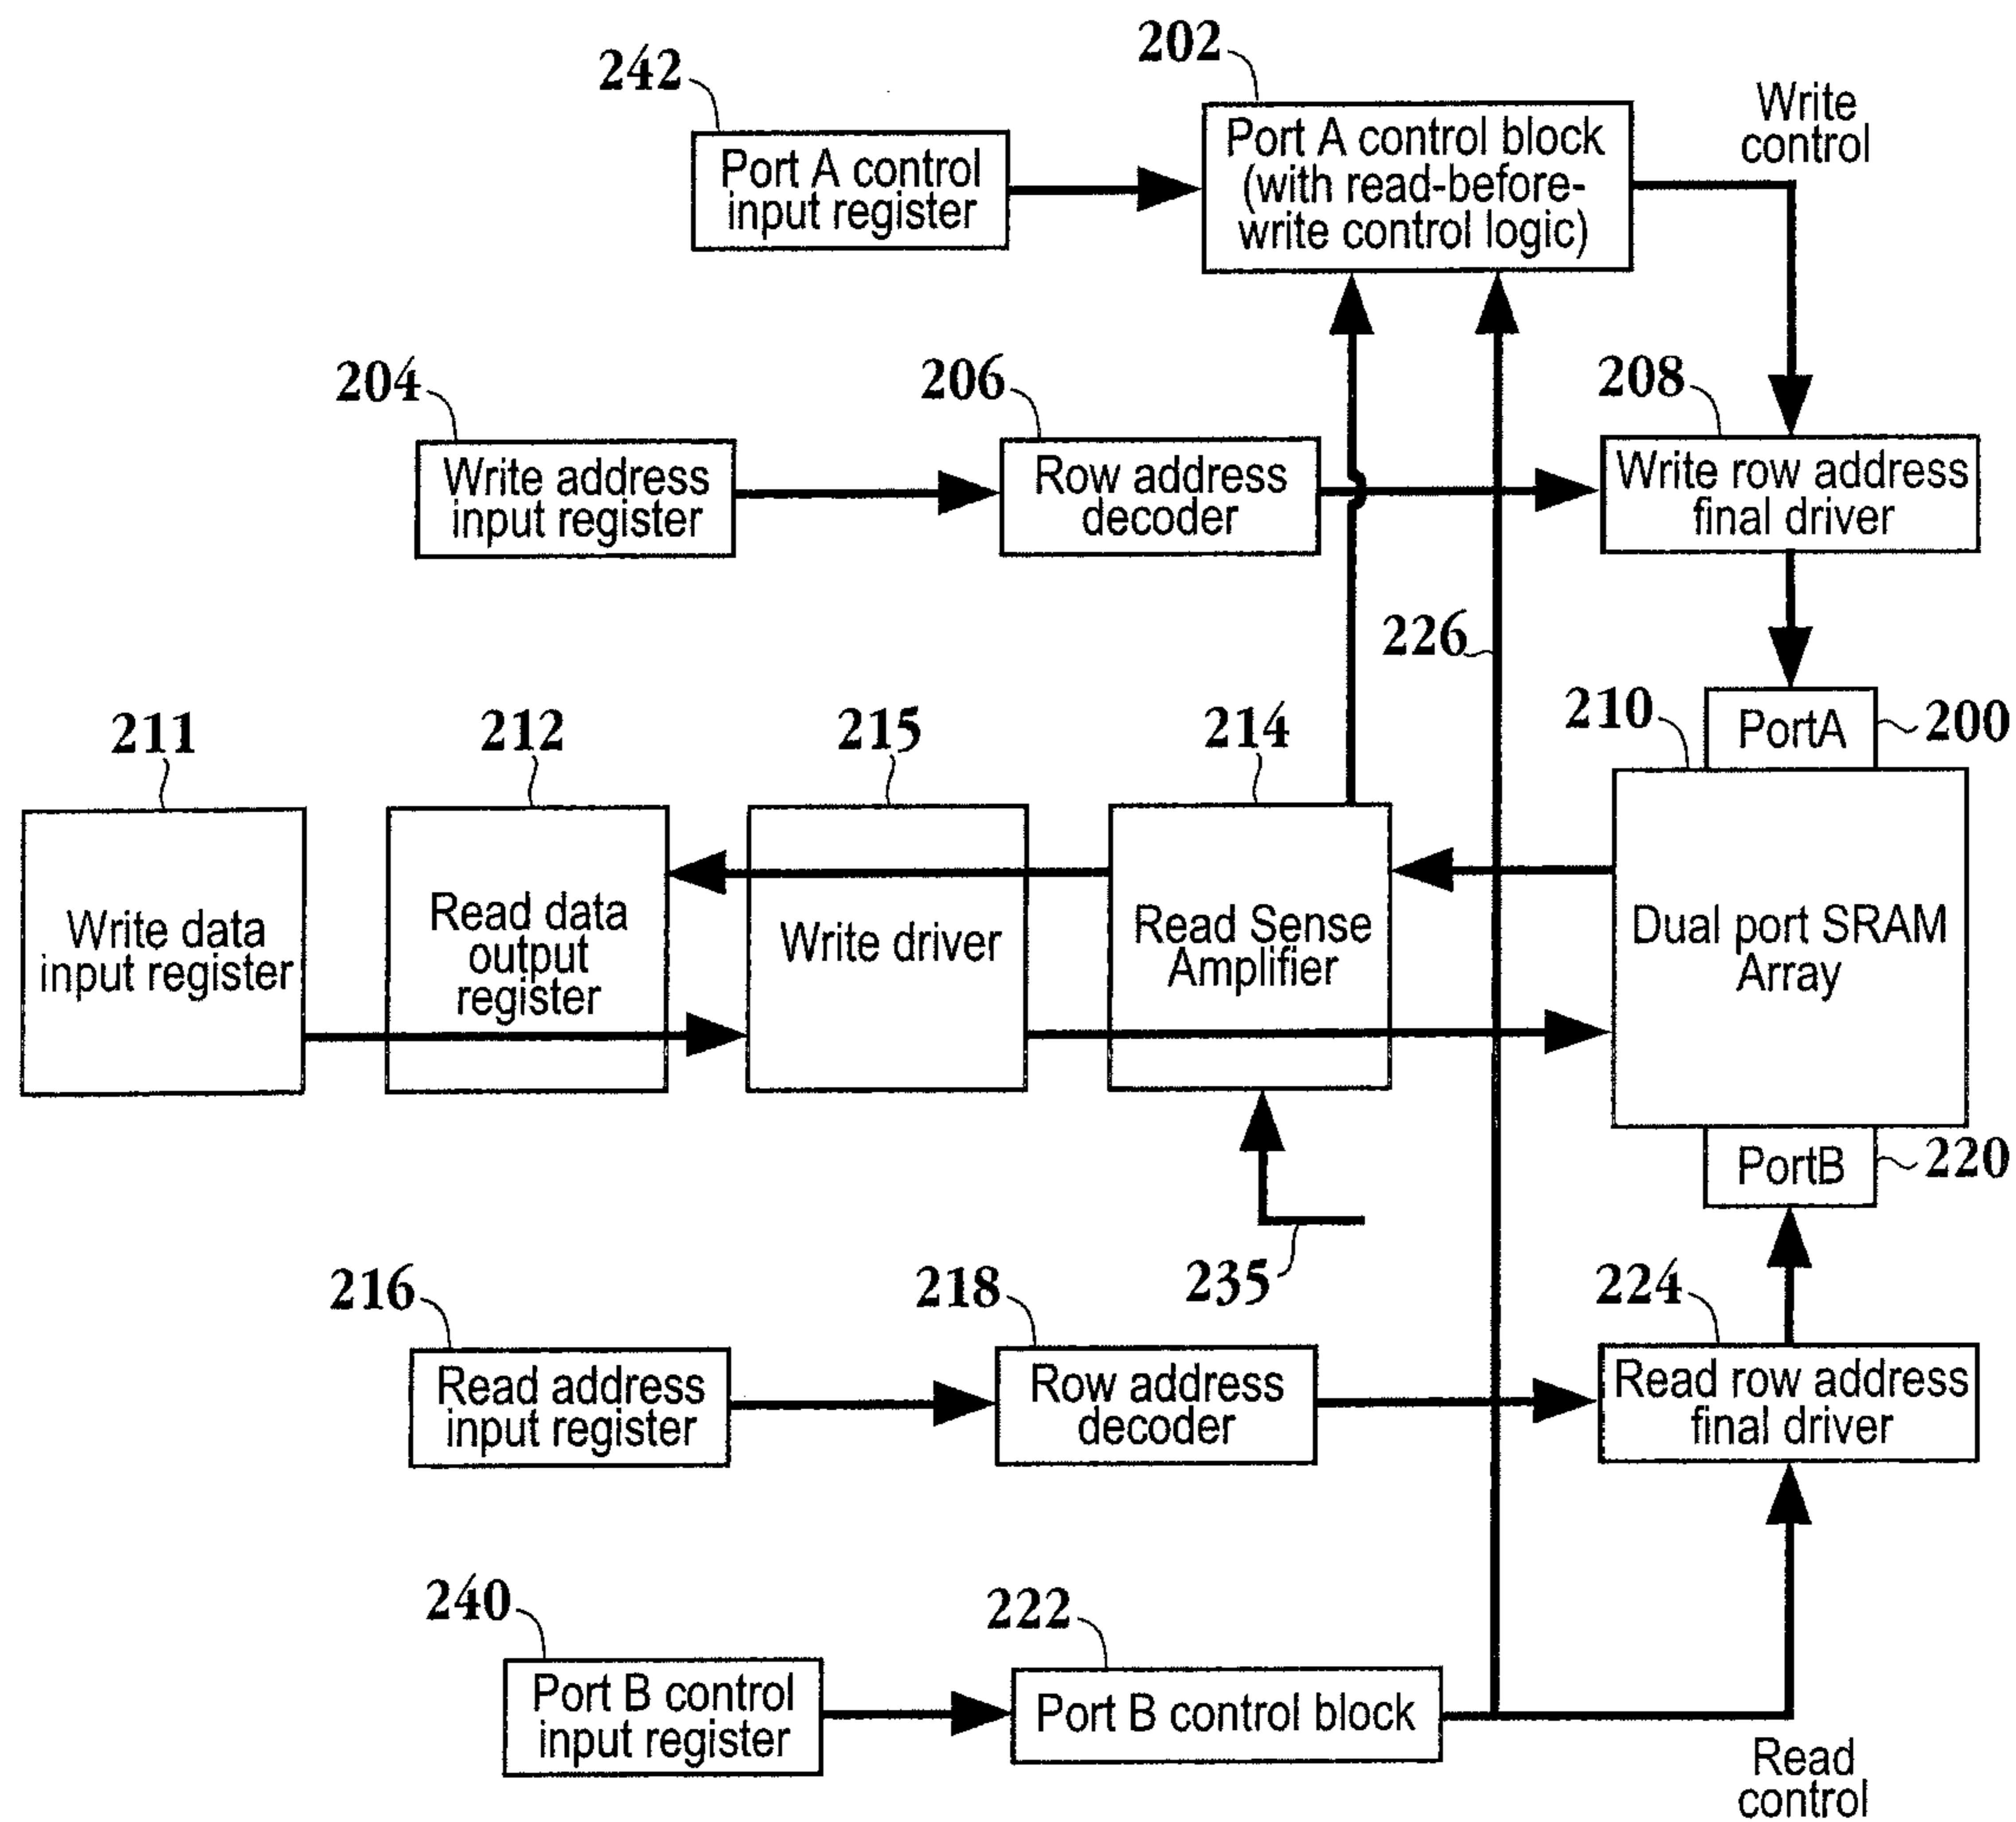 202
242
Write
control
Port A control block
(with read-before-
write control logic)
Port A control
input register
204
206
208
Write address
input register
Row address
decoder
Write row address
final driver
226
210
PortA
200
211
212
215
214
Write data
input register
Read data
output
register
Write driver
Read Sense
Amplifier
Dual port SRAM
Array
PortB
220
235
216
218
224
Read address
input register
Row address
decoder
Read row address
final driver
240
222
Port B control
input register
Port B control block
Read
control